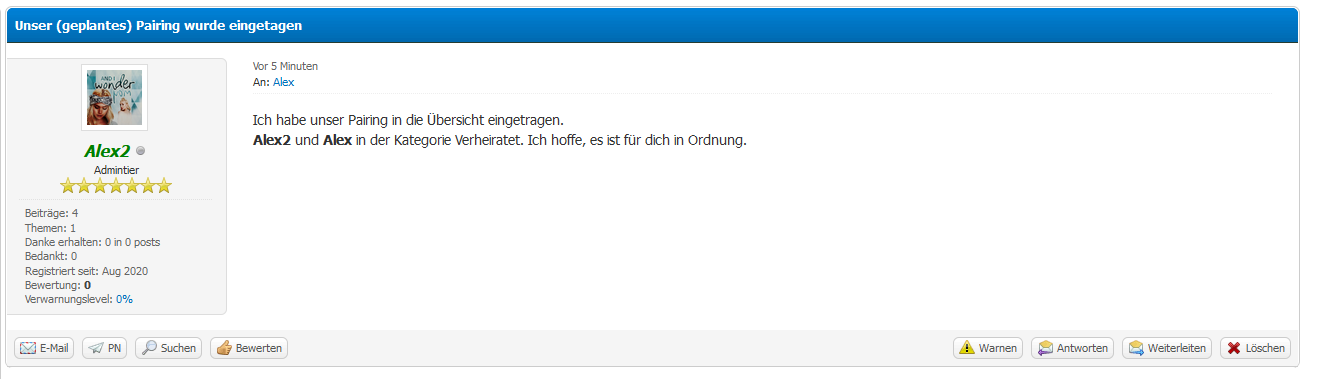 Unser (geplantes) Pairing wurde eingetagen
AND I
wonder
Alex2
Admintier
Beiträge: 4
Themen: 1
Danke erhalten: 0 in 0 posts
Bedankt: 0
Registriert seit: Aug 2020
Bewertung: 0
Verwarnungslevel: 0%
Vor 5 Minuten
An: Alex
Ich habe unser Pairing in die Übersicht eingetragen.
Alex2 und Alex in der Kategorie Verheiratet. Ich hoffe, es ist für dich in Ordnung.
E-Mail PN Suchen Bewerten Warnen Antworten Weiterleiten Löschen